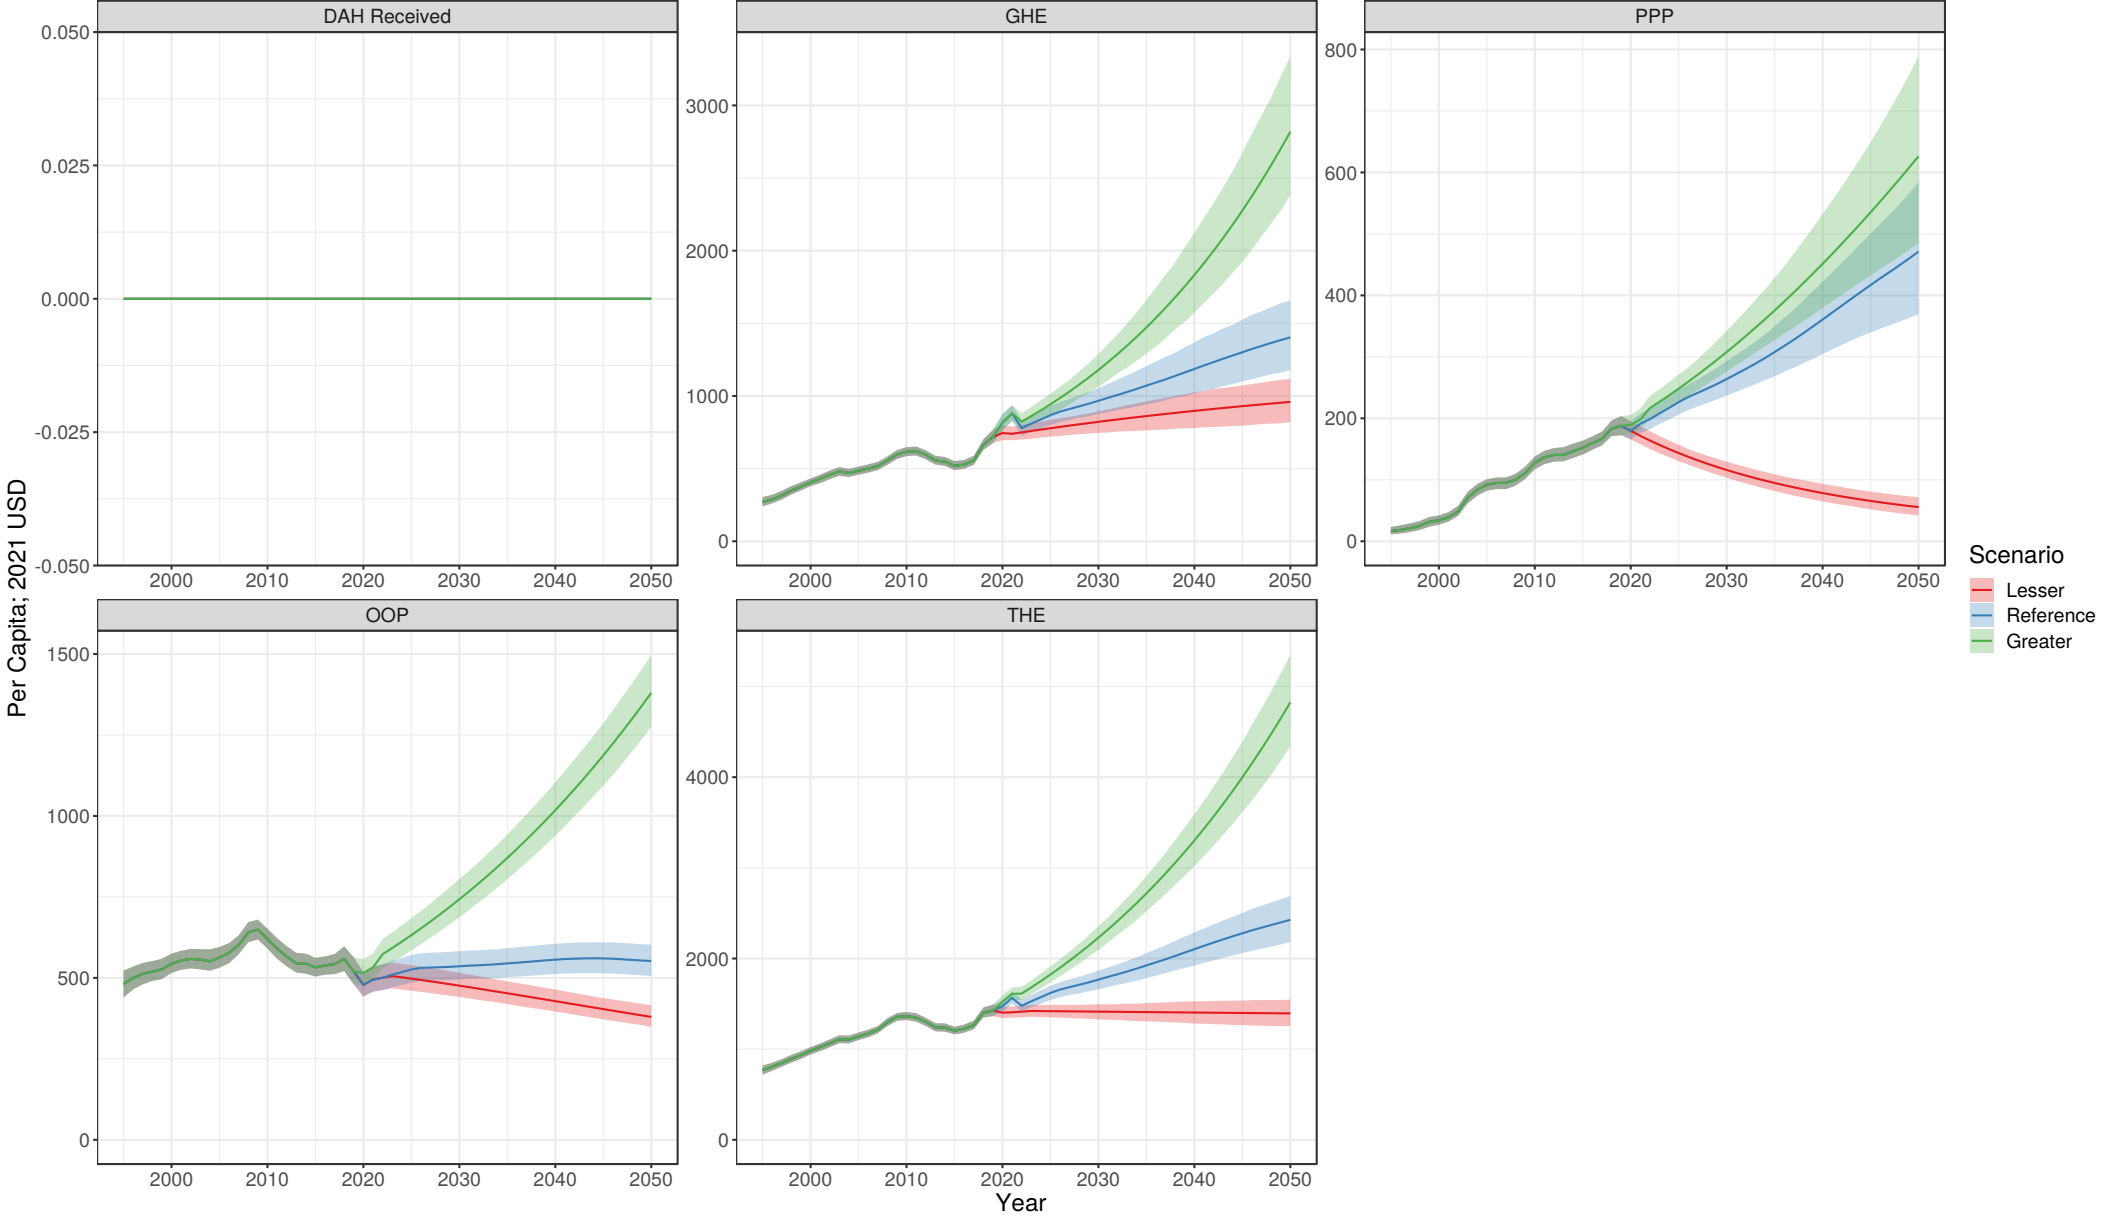 DAH Received
GHE
PPP
0.050
0.025
0.000
-0.025
-0.050
3000
2000
1000
0
800
600
400
200
0
2000 2010 2020 2030 2040 2050
2000 2010 2020 2030 2040 2050
2000 2010 2020 2030 2040 2050
OOP
THE
1500
1000
500
0
4000
2000
0
2000 2010 2020 2030 2040 2050
2000 2010 2020 2030 2040 2050
Per Capita; 2021 USD
Year
Scenario
Lesser
Reference
Greater